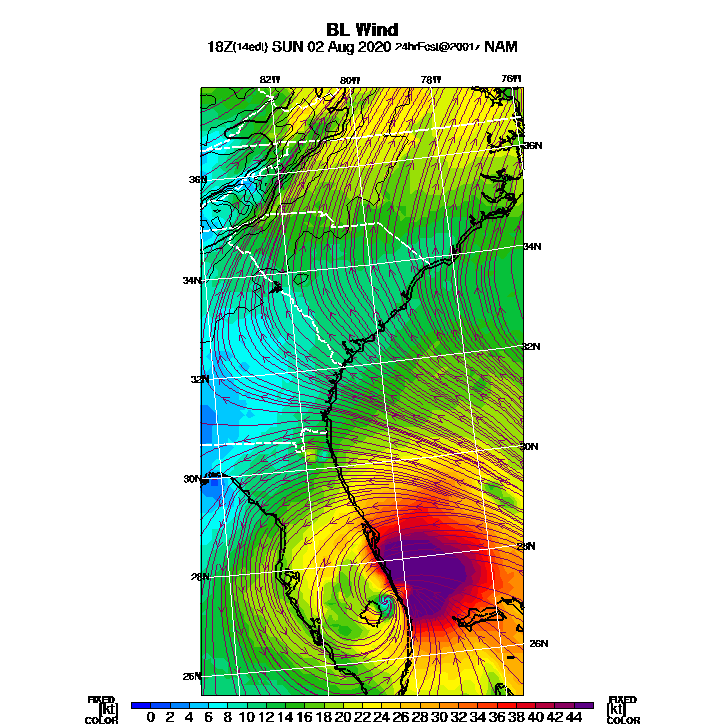 BL Wind
18Z(14edt) SUN 02 Aug 2020 24hrFcst@2001z NAM
82W 80W 78W 76W
36N
36N
34N
34N
32N
32N
30N
30N
28N
28N
26N
26N
FIXED FIXED
[kt] 0 2 4 6 8 10 12 14 16 18 20 22 24 26 28 30 32 34 36 38 40 42 44 [kt]
COLOR COLOR